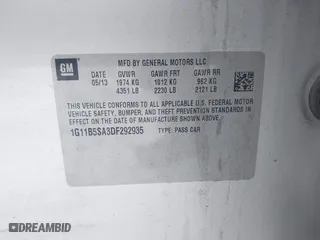 GM
MFD BY GENERAL MOTORS LLC
DATE GVWR GAWR FRT GAWR RR
05/13 1974 KG 1012 KG 962 KG
4351 LB 2230 LB 2121 LB
THIS VEHICLE CONFORMS TO ALL APPLICABLE U.S. FEDERAL MOTOR
VEHICLE SAFETY, BUMPER, AND THEFT PREVENTION STANDARDS
IN EFFECT ON THE DATE OF MANUFACTURE SHOWN ABOVE.
1G11B5SA3DF292935 TYPE: PASS CAR
DREAMBID